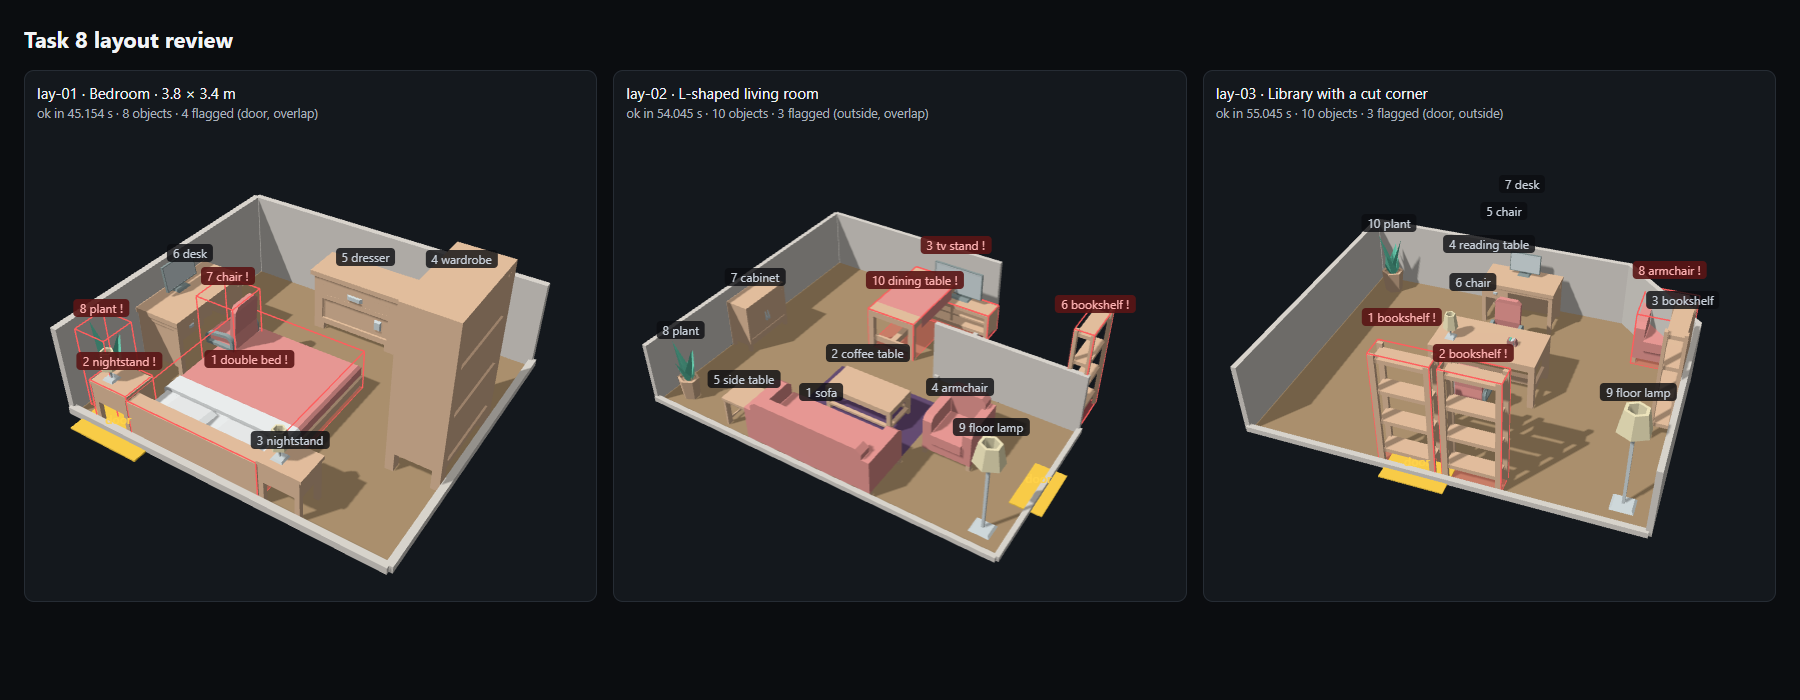 Task 8 layout review
lay-01 · Bedroom · 3.8 × 3.4 m
ok in 45.154 s · 8 objects · 4 flagged (door, overlap)
6 desk
5 dresser
4 wardrobe
7 chair !
8 plant !
2 nightstand !
1 double bed !
3 nightstand
lay-02 · L-shaped living room
ok in 54.045 s · 10 objects · 3 flagged (outside, overlap)
3 tv stand !
7 cabinet
10 dining table !
6 bookshelf !
8 plant
2 coffee table
5 side table
1 sofa
4 armchair
9 floor lamp
lay-03 · Library with a cut corner
ok in 55.045 s · 10 objects · 3 flagged (door, outside)
7 desk
5 chair
10 plant
4 reading table
8 armchair !
6 chair
3 bookshelf
1 bookshelf !
2 bookshelf !
9 floor lamp